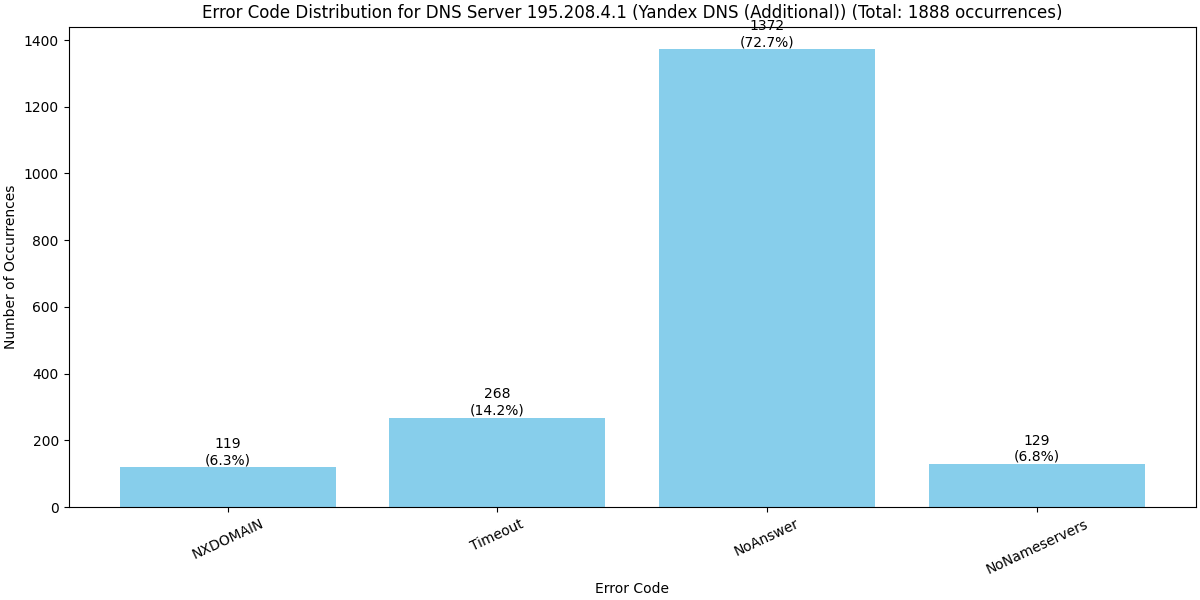 Error Code Distribution for DNS Server 195.208.4.1 (Yandex DNS (Additional)) (Total: 1888 occurrences)
Number of Occurrences
1400
1200
1000
800
600
400
200
0
119
(6.3%)
268
(14.2%)
1372
(72.7%)
129
(6.8%)
NXDOMAIN
Timeout
NoAnswer
NoNameservers
Error Code